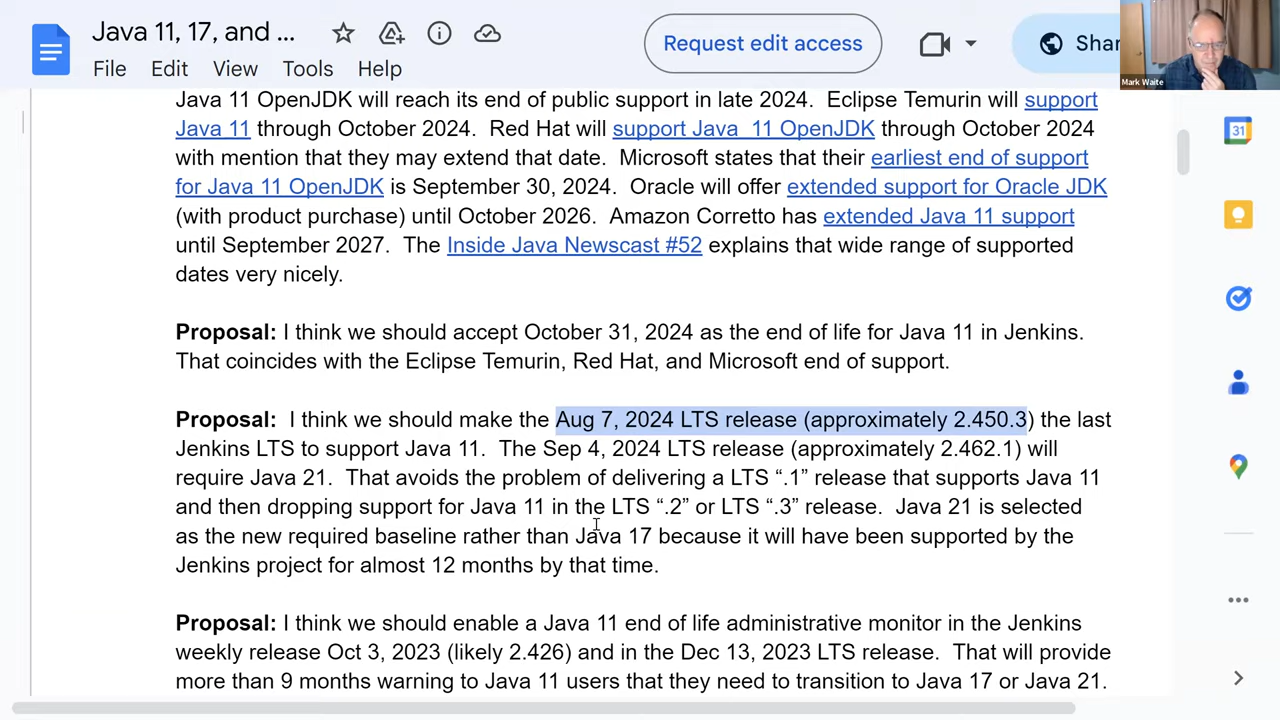 Java 11, 17, and ...
Request edit access
Shar
File Edit View Tools Help
Mark Waite
Java 11 OpenJDK will reach its end of public support in late 2024. Eclipse Temurin will support
Java 11 through October 2024. Red Hat will support Java 11 OpenJDK through October 2024
with mention that they may extend that date. Microsoft states that their earliest end of support
for Java 11 OpenJDK is September 30, 2024. Oracle will offer extended support for Oracle JDK
(with product purchase) until October 2026. Amazon Corretto has extended Java 11 support
until September 2027. The Inside Java Newscast #52 explains that wide range of supported
dates very nicely.
Proposal: I think we should accept October 31, 2024 as the end of life for Java 11 in Jenkins.
That coincides with the Eclipse Temurin, Red Hat, and Microsoft end of support.
Proposal: I think we should make the Aug 7, 2024 LTS release (approximately 2.450.3) the last
Jenkins LTS to support Java 11. The Sep 4, 2024 LTS release (approximately 2.462.1) will
require Java 21. That avoids the problem of delivering a LTS “.1” release that supports Java 11
and then dropping support for Java 11 in the LTS “.2” or LTS “.3” release. Java 21 is selected
as the new required baseline rather than Java 17 because it will have been supported by the
Jenkins project for almost 12 months by that time.
Proposal: I think we should enable a Java 11 end of life administrative monitor in the Jenkins
weekly release Oct 3, 2023 (likely 2.426) and in the Dec 13, 2023 LTS release. That will provide
more than 9 months warning to Java 11 users that they need to transition to Java 17 or Java 21.
31